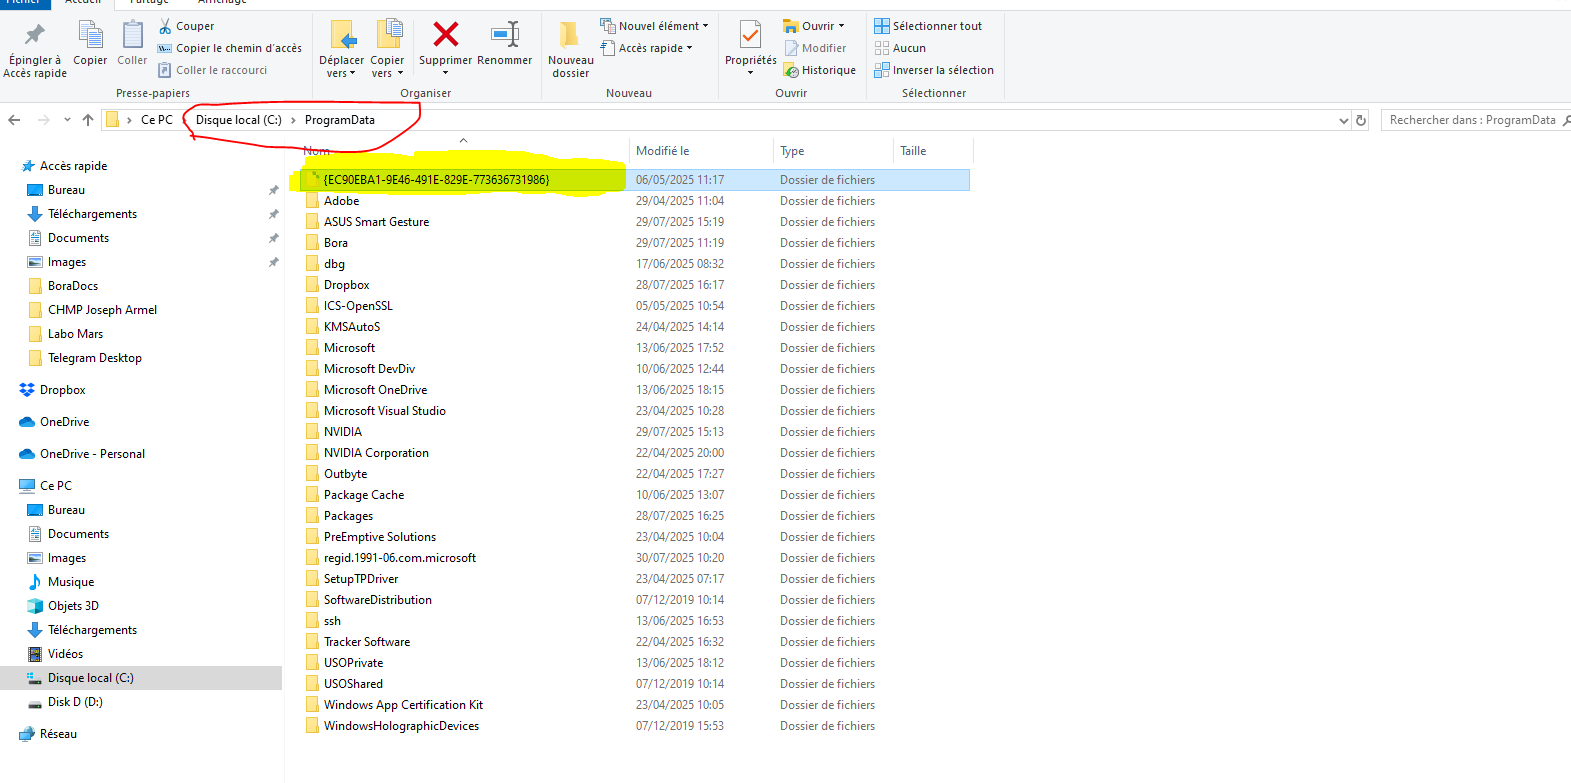 Fichier Accueil Partage Affichage
Épingler à Accès rapide
Copier
Coller
Couper
Copier le chemin d'accès
Coller le raccourci
Presse-papiers
Déplacer vers
Copier vers
Supprimer
Renommer
Organiser
Nouveau dossier
Nouvel élément
Accès rapide
Nouveau
Propriétés
Ouvrir
Modifier
Historique
Ouvrir
Sélectionner tout
Aucun
Inverser la sélection
Sélectionner
Ce PC > Disque local (C:) > ProgramData
Rechercher dans : ProgramData
Accès rapide
Bureau
Téléchargements
Documents
Images
BoraDocs
CHMP Joseph Armel
Labo Mars
Telegram Desktop
Dropbox
OneDrive
OneDrive - Personal
Ce PC
Bureau
Documents
Images
Musique
Objets 3D
Téléchargements
Vidéos
Disque local (C:)
Disk D (D:)
Réseau
Nom Modifié le Type Taille
{EC90EBA1-9E46-491E-829E-773636731986} 06/05/2025 11:17 Dossier de fichiers
Adobe 29/04/2025 11:04 Dossier de fichiers
ASUS Smart Gesture 29/07/2025 15:19 Dossier de fichiers
Bora 29/07/2025 11:19 Dossier de fichiers
dbg 17/06/2025 08:32 Dossier de fichiers
Dropbox 28/07/2025 16:17 Dossier de fichiers
ICS-OpenSSL 05/05/2025 10:54 Dossier de fichiers
KMSAutoS 24/04/2025 14:14 Dossier de fichiers
Microsoft 13/06/2025 17:52 Dossier de fichiers
Microsoft DevDiv 10/06/2025 12:44 Dossier de fichiers
Microsoft OneDrive 13/06/2025 18:15 Dossier de fichiers
Microsoft Visual Studio 23/04/2025 10:28 Dossier de fichiers
NVIDIA 29/07/2025 15:13 Dossier de fichiers
NVIDIA Corporation 22/04/2025 20:00 Dossier de fichiers
Outbyte 22/04/2025 17:27 Dossier de fichiers
Package Cache 10/06/2025 13:07 Dossier de fichiers
Packages 28/07/2025 16:25 Dossier de fichiers
PreEmptive Solutions 23/04/2025 10:04 Dossier de fichiers
regid.1991-06.com.microsoft 30/07/2025 10:20 Dossier de fichiers
SetupTPDriver 23/04/2025 07:17 Dossier de fichiers
SoftwareDistribution 07/12/2019 10:14 Dossier de fichiers
ssh 13/06/2025 16:53 Dossier de fichiers
Tracker Software 22/04/2025 16:32 Dossier de fichiers
USOPrivate 13/06/2025 18:12 Dossier de fichiers
USOShared 07/12/2019 10:14 Dossier de fichiers
Windows App Certification Kit 23/04/2025 10:05 Dossier de fichiers
WindowsHolographicDevices 07/12/2019 15:53 Dossier de fichiers